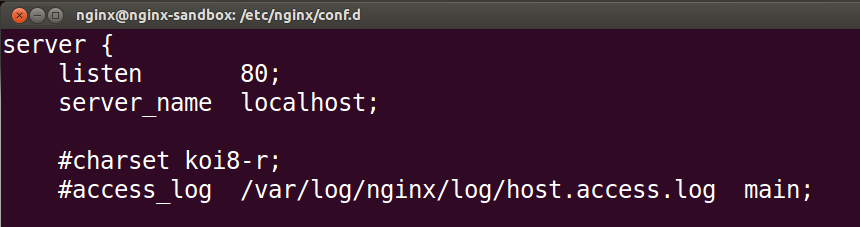 nginx@nginx-sandbox: /etc/nginx/conf.d
server {
    listen       80;
    server_name  localhost;

    #charset koi8-r;
    #access_log  /var/log/nginx/log/host.access.log  main;